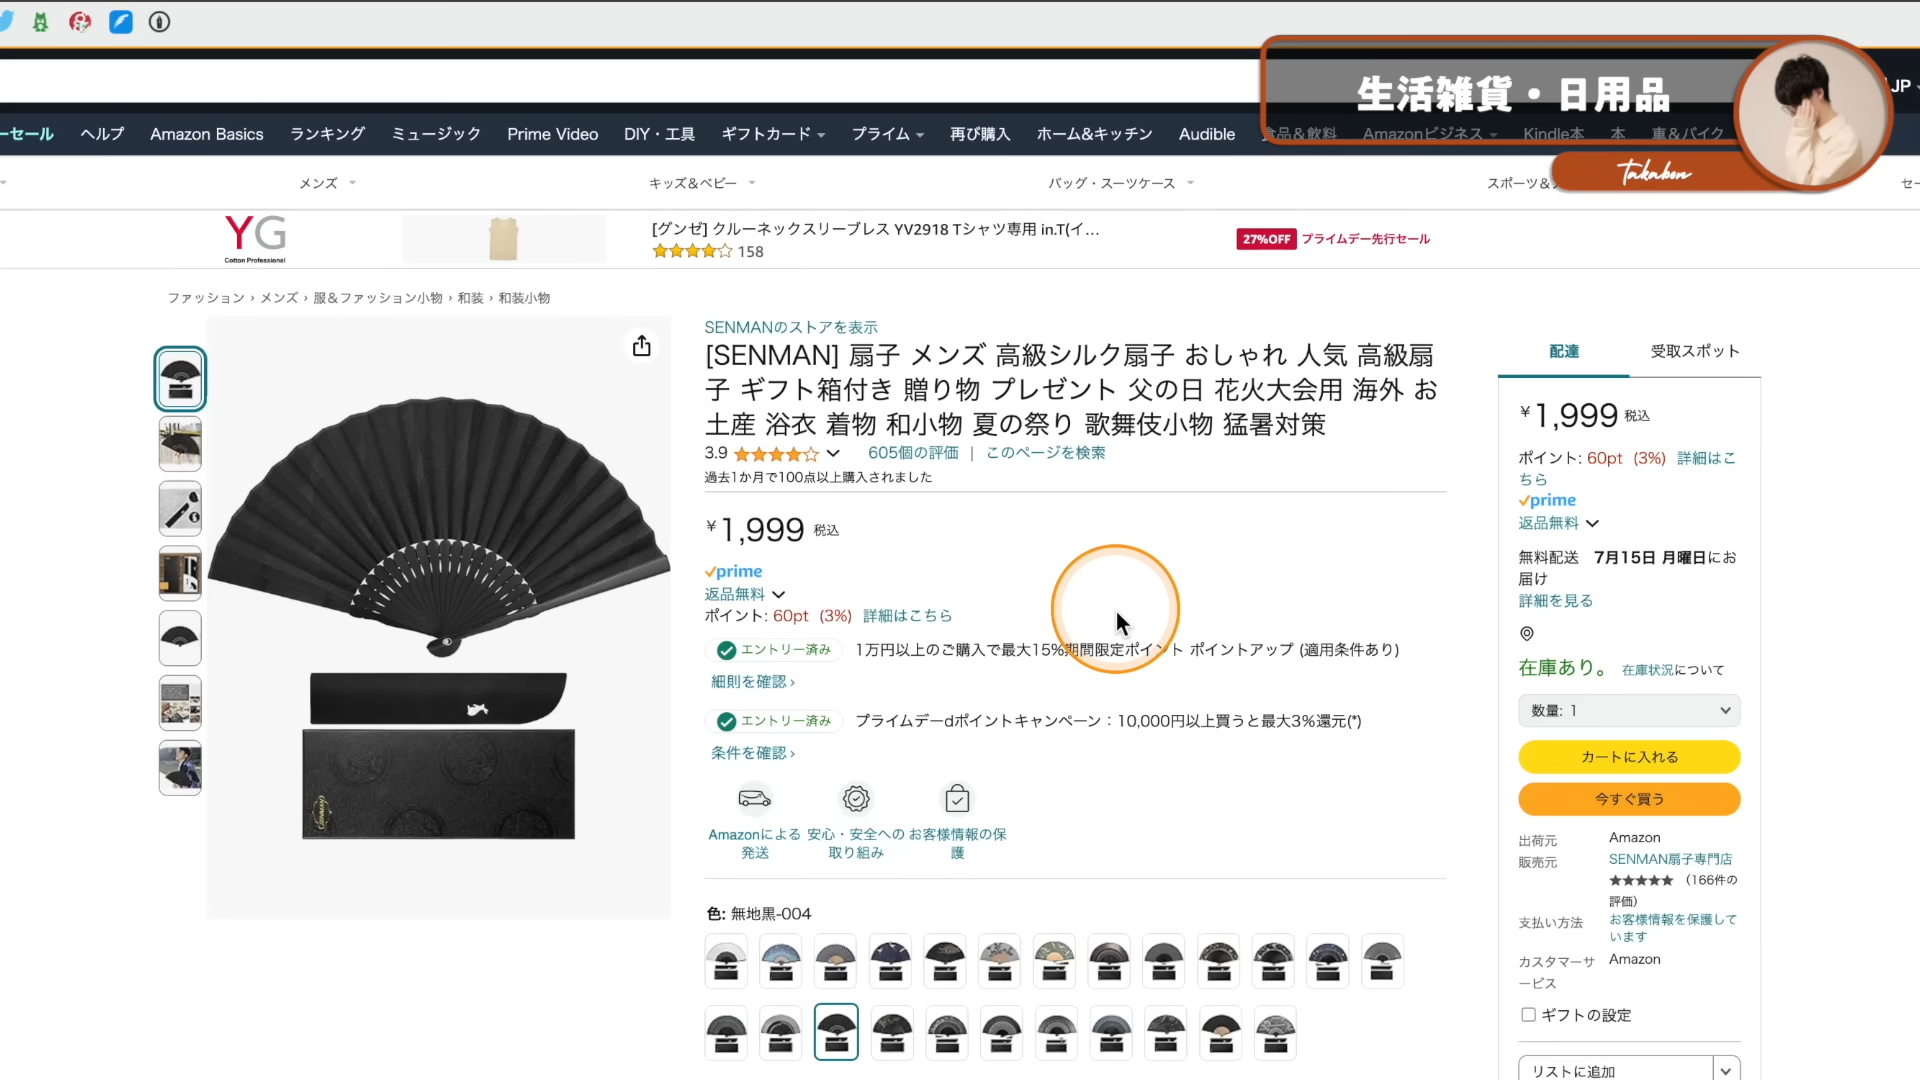 生活雑貨・日用品
Takabon
JP
ーセール ヘルプ Amazon Basics ランキング ミュージック Prime Video DIY・工具 ギフトカード プライム 再び購入 ホーム&キッチン Audible 食品&飲料 Amazonビジネス Kindle本 本 車&バイク
メンズ キッズ&ベビー バッグ・スーツケース スポーツ& セー
YG
Cotton Professional
[グンゼ] クルーネックスリーブレス YV2918 Tシャツ専用 in.T(イ...
158
27%OFF プライムデー先行セール
ファッション › メンズ › 服&ファッション小物 › 和装 › 和装小物
SENMANのストアを表示
[SENMAN] 扇子 メンズ 高級シルク扇子 おしゃれ 人気 高級扇
子 ギフト箱付き 贈り物 プレゼント 父の日 花火大会用 海外 お
土産 浴衣 着物 和小物 夏の祭り 歌舞伎小物 猛暑対策
3.9 605個の評価 | このページを検索
過去1か月で100点以上購入されました
¥1,999 税込
prime
返品無料
ポイント: 60pt (3%) 詳細はこちら
エントリー済み 1万円以上のご購入で最大15%期間限定ポイント ポイントアップ (適用条件あり)
細則を確認 ›
エントリー済み プライムデーdポイントキャンペーン：10,000円以上買うと最大3%還元(*)
条件を確認 ›
Amazonによる
発送
安心・安全への
取り組み
お客様情報の保
護
色: 無地黒-004
配達 受取スポット
¥1,999 税込
ポイント: 60pt (3%) 詳細はこ
ちら
prime
返品無料
無料配送 7月15日 月曜日にお
届け
詳細を見る
在庫あり。 在庫状況について
数量: 1
カートに入れる
今すぐ買う
出荷元 Amazon
販売元 SENMAN扇子専門店
★★★★★ （166件の
評価)
支払い方法 お客様情報を保護して
います
カスタマーサ
ービス
Amazon
ギフトの設定
リストに追加